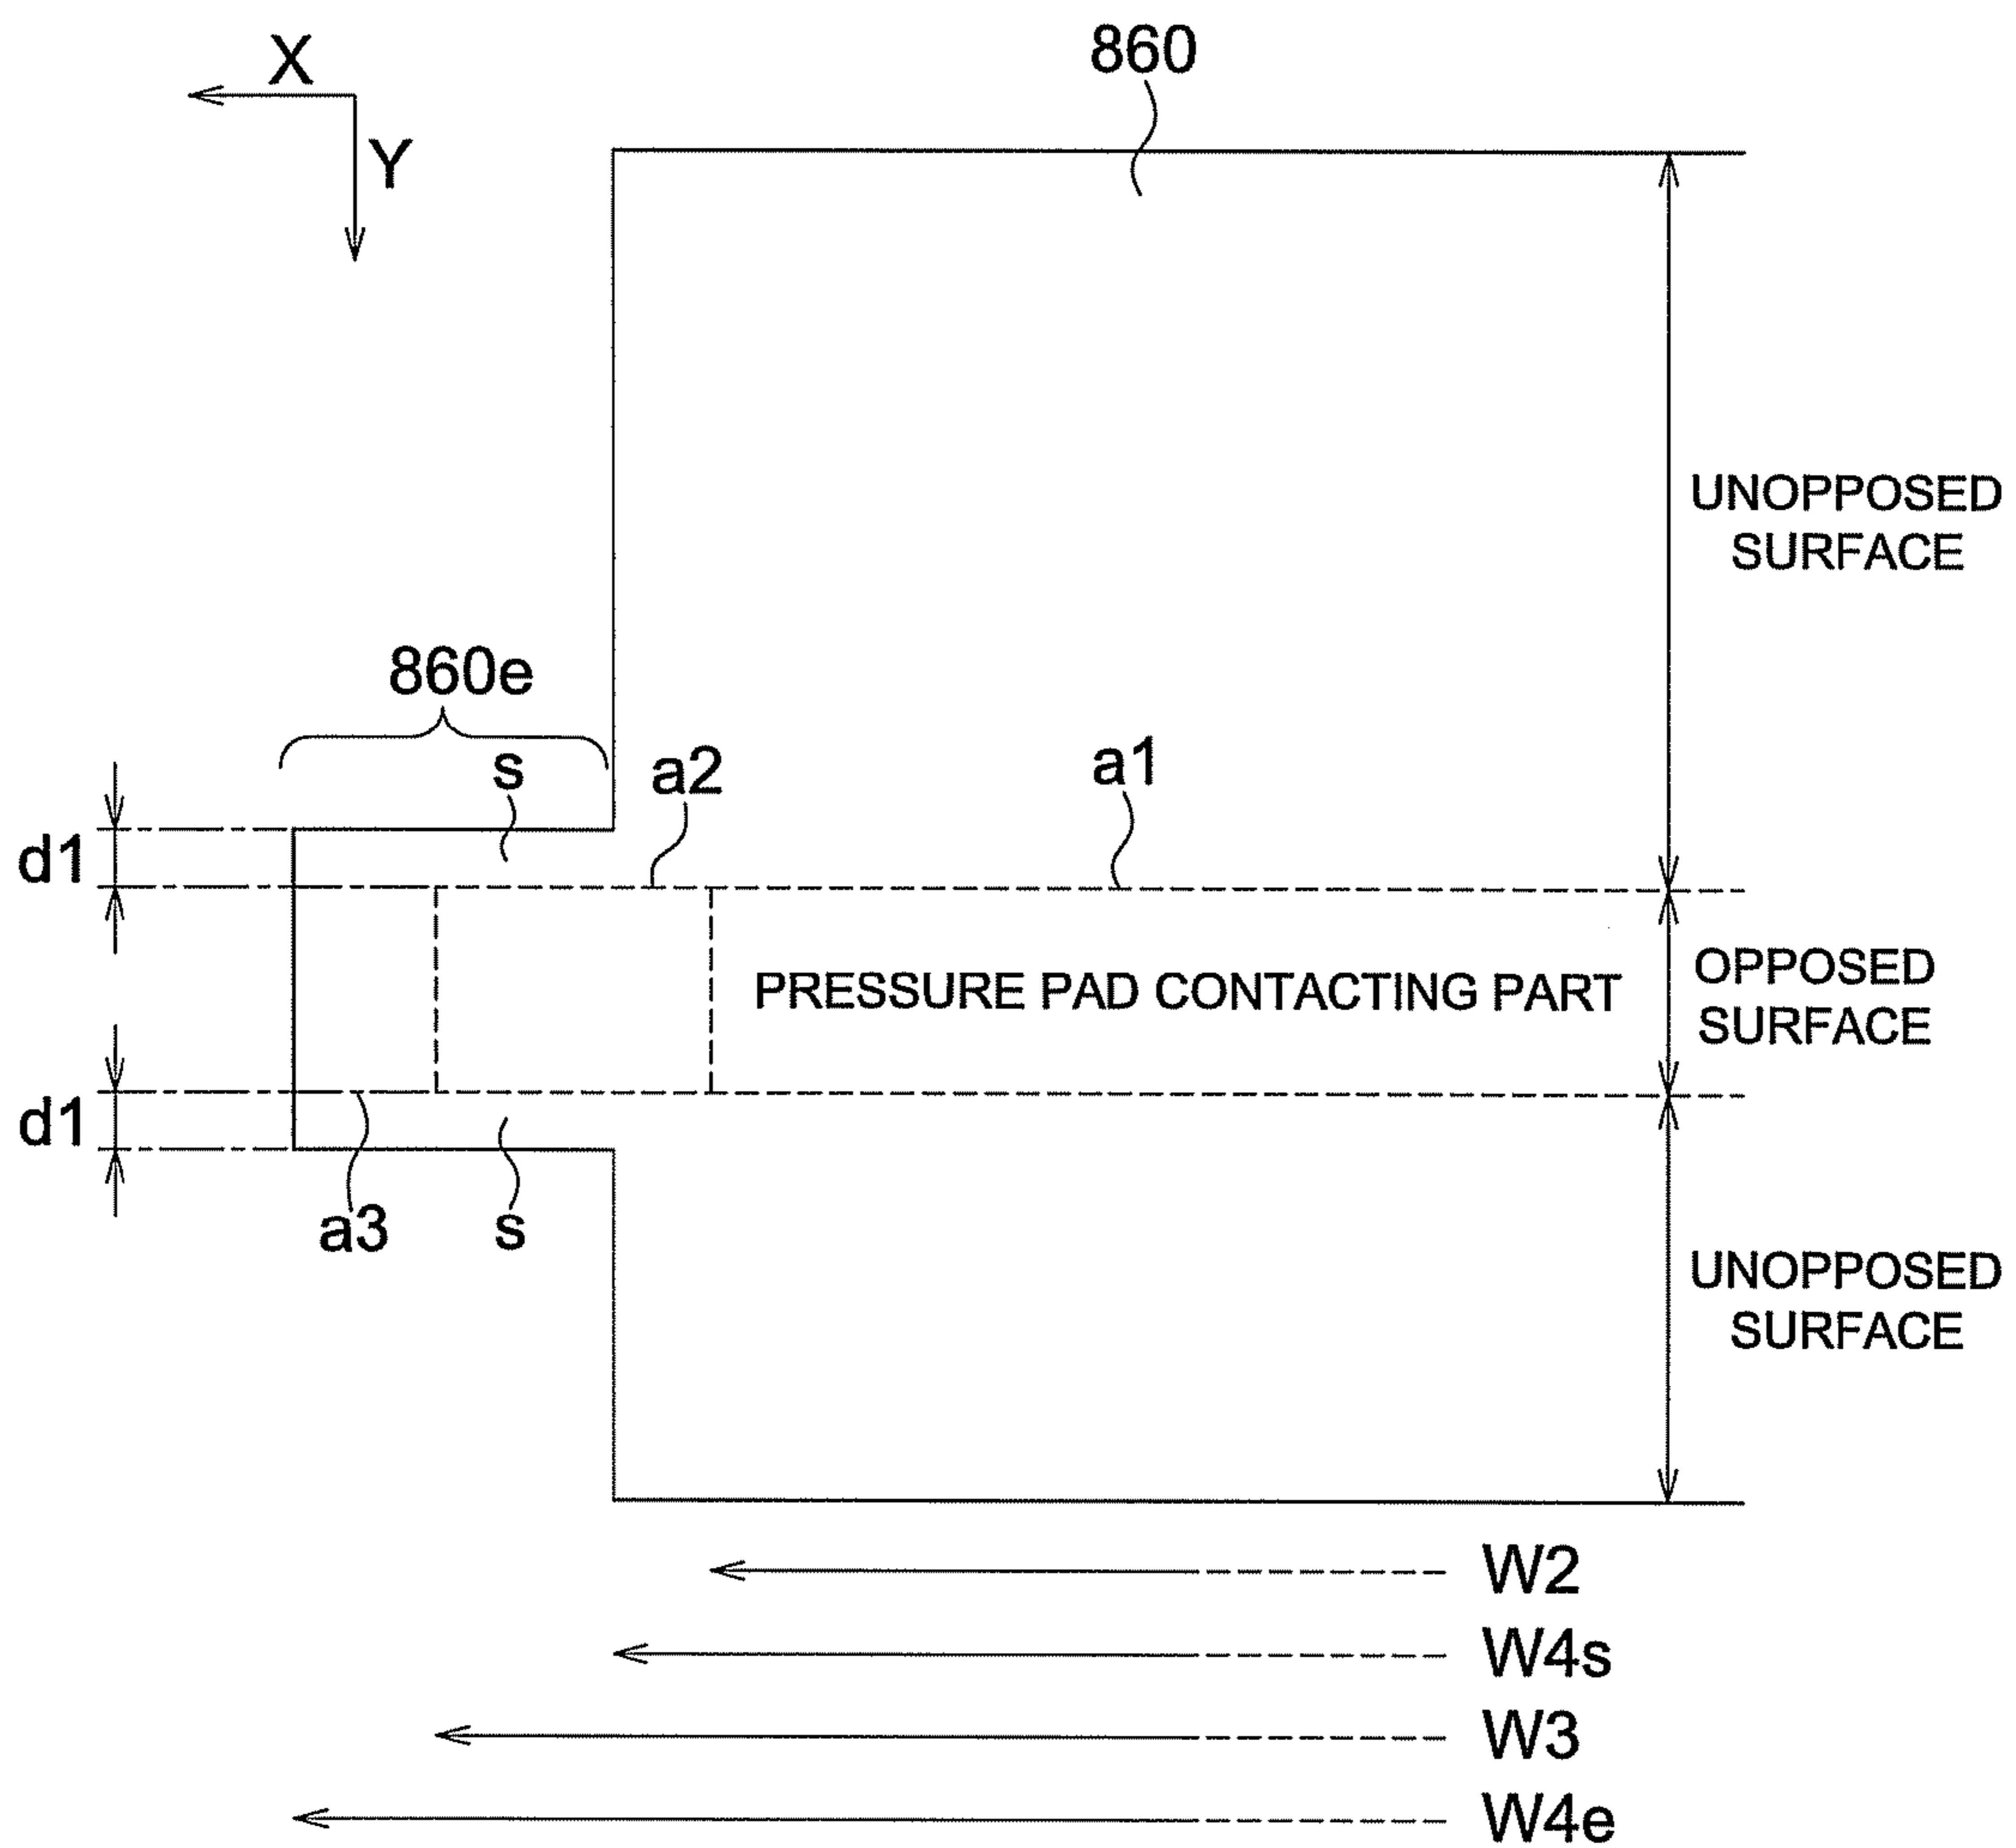 860
X
Y
UNOPPOSED
SURFACE
860e
s
a2
a1
d1
PRESSURE PAD CONTACTING PART
OPPOSED
SURFACE
d1
a3
s
UNOPPOSED
SURFACE
W2
W4s
W3
W4e